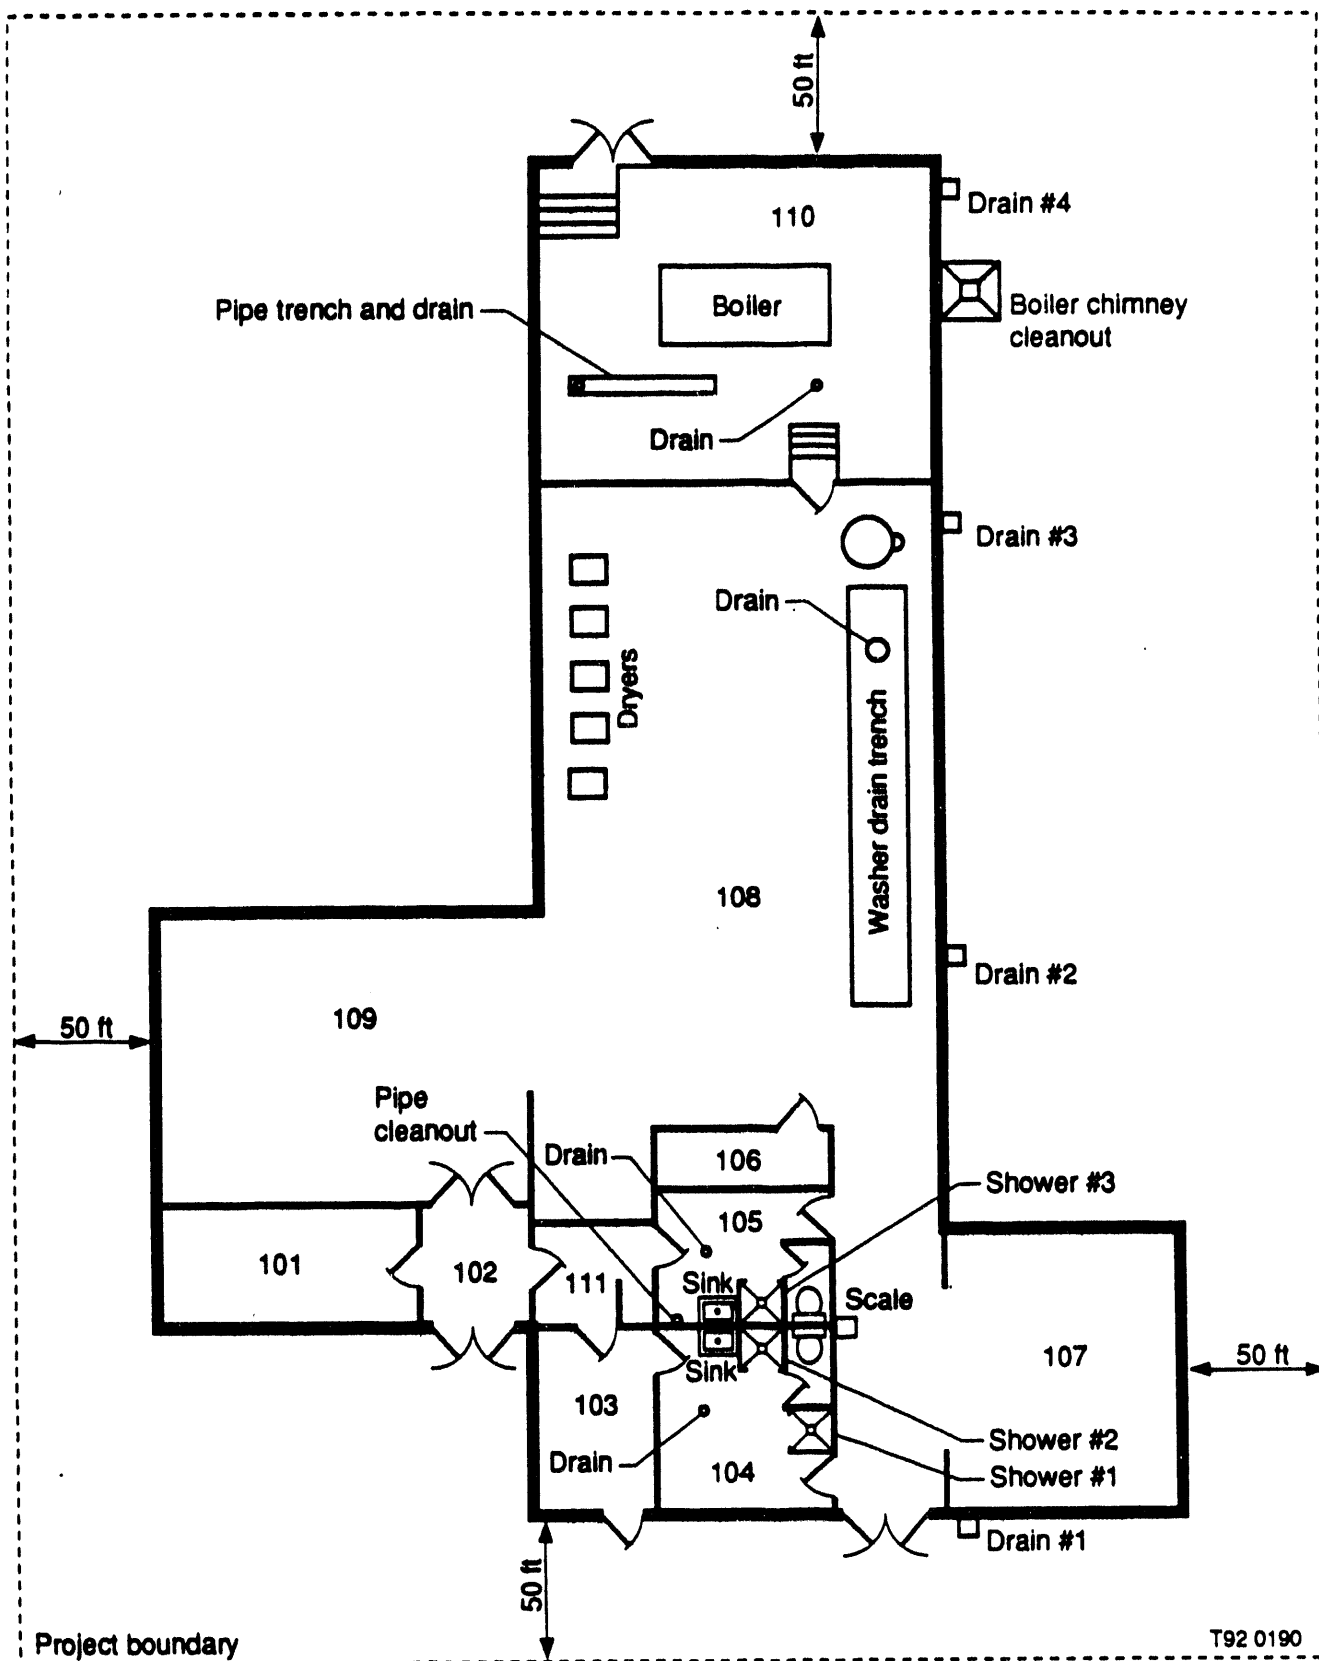 50 ft
Drain #4
110
Boiler
Pipe trench and drain
Boiler chimney
cleanout
Drain
Drain #3
Drain
Dryers
Washer drain trench
108
Drain #2
109
50 ft
Pipe
cleanout
Drain
106
Shower #3
105
101
102
111
Sink
Scale
107
50 ft
Sink
103
Shower #2
Drain
104
Shower #1
Drain #1
50 ft
Project boundary
T92 0190